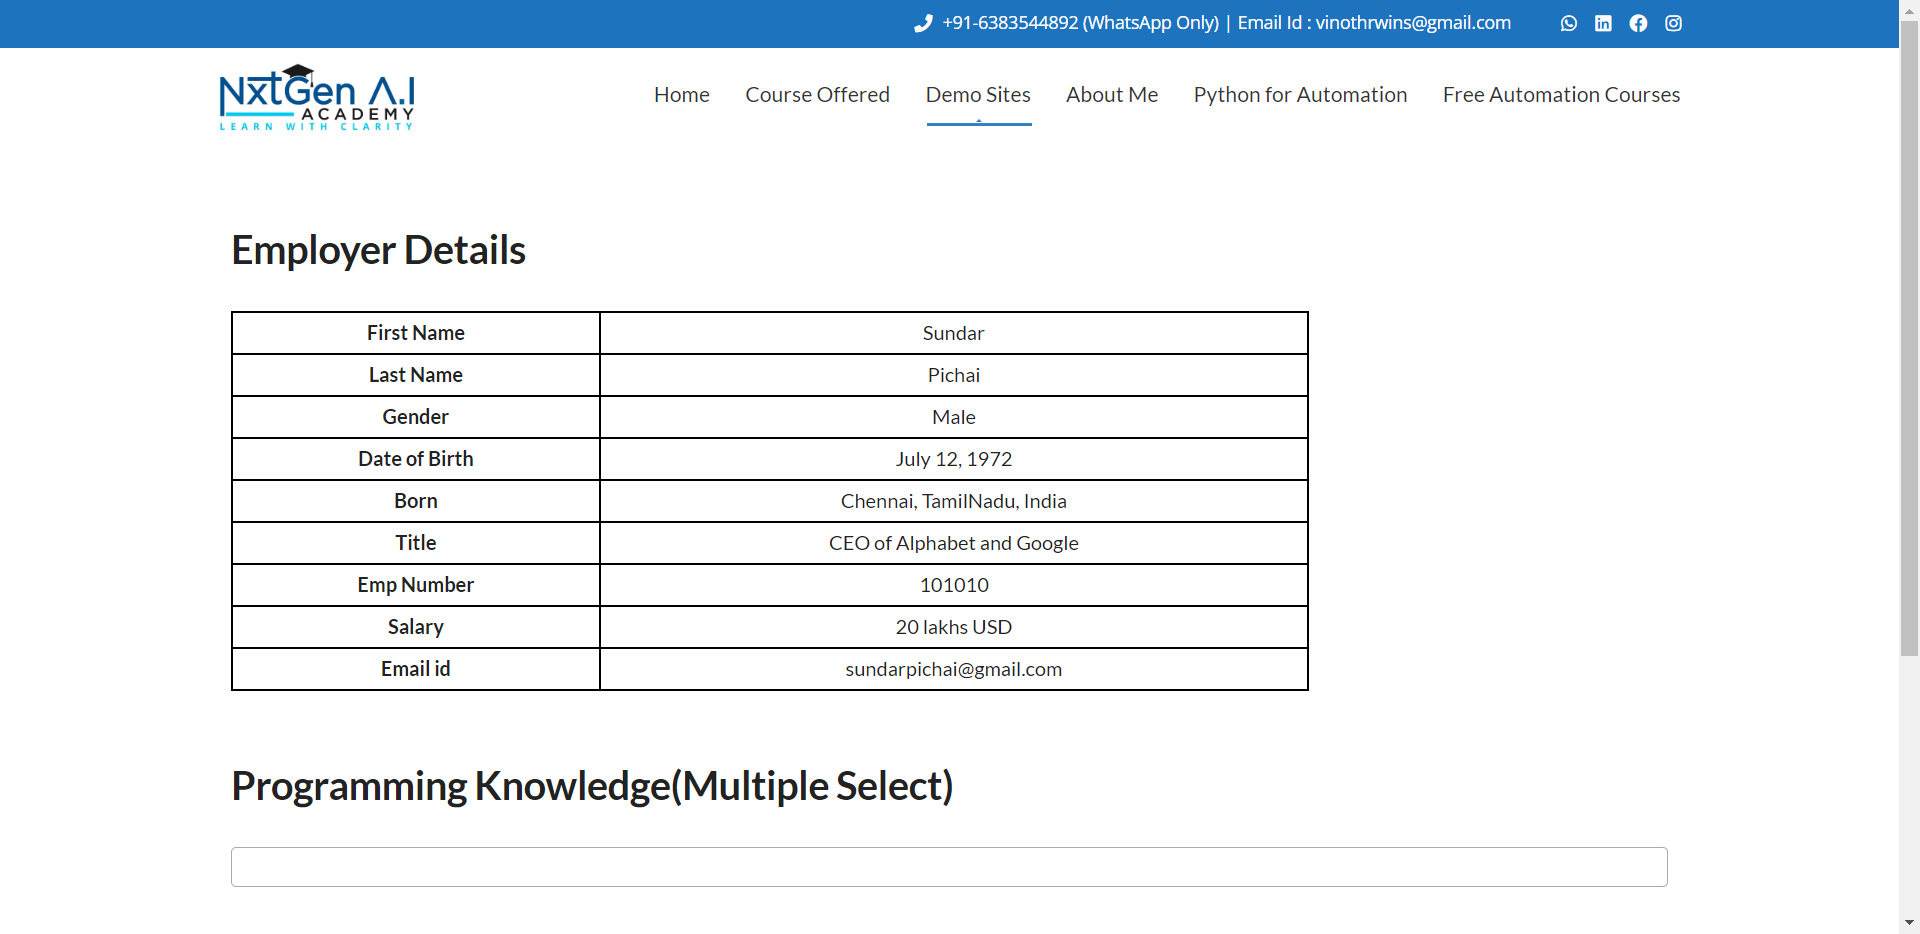 +91-6383544892 (WhatsApp Only) | Email Id : vinothrwins@gmail.com
NxtGen A.I
ACADEMY
LEARN WITH CLARITY
Home Course Offered Demo Sites About Me Python for Automation Free Automation Courses
Employer Details
First Name Sundar
Last Name Pichai
Gender Male
Date of Birth July 12, 1972
Born Chennai, TamilNadu, India
Title CEO of Alphabet and Google
Emp Number 101010
Salary 20 lakhs USD
Email id sundarpichai@gmail.com
Programming Knowledge(Multiple Select)